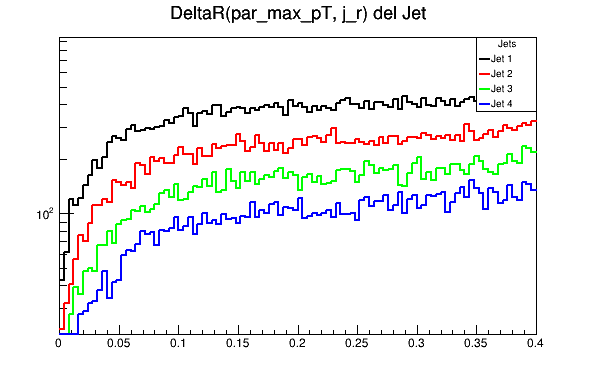 DeltaR(par_max_pT, j_r) del Jet
Jets
Jet 1
Jet 2
Jet 3
Jet 4
10²
0 0.05 0.1 0.15 0.2 0.25 0.3 0.35 0.4